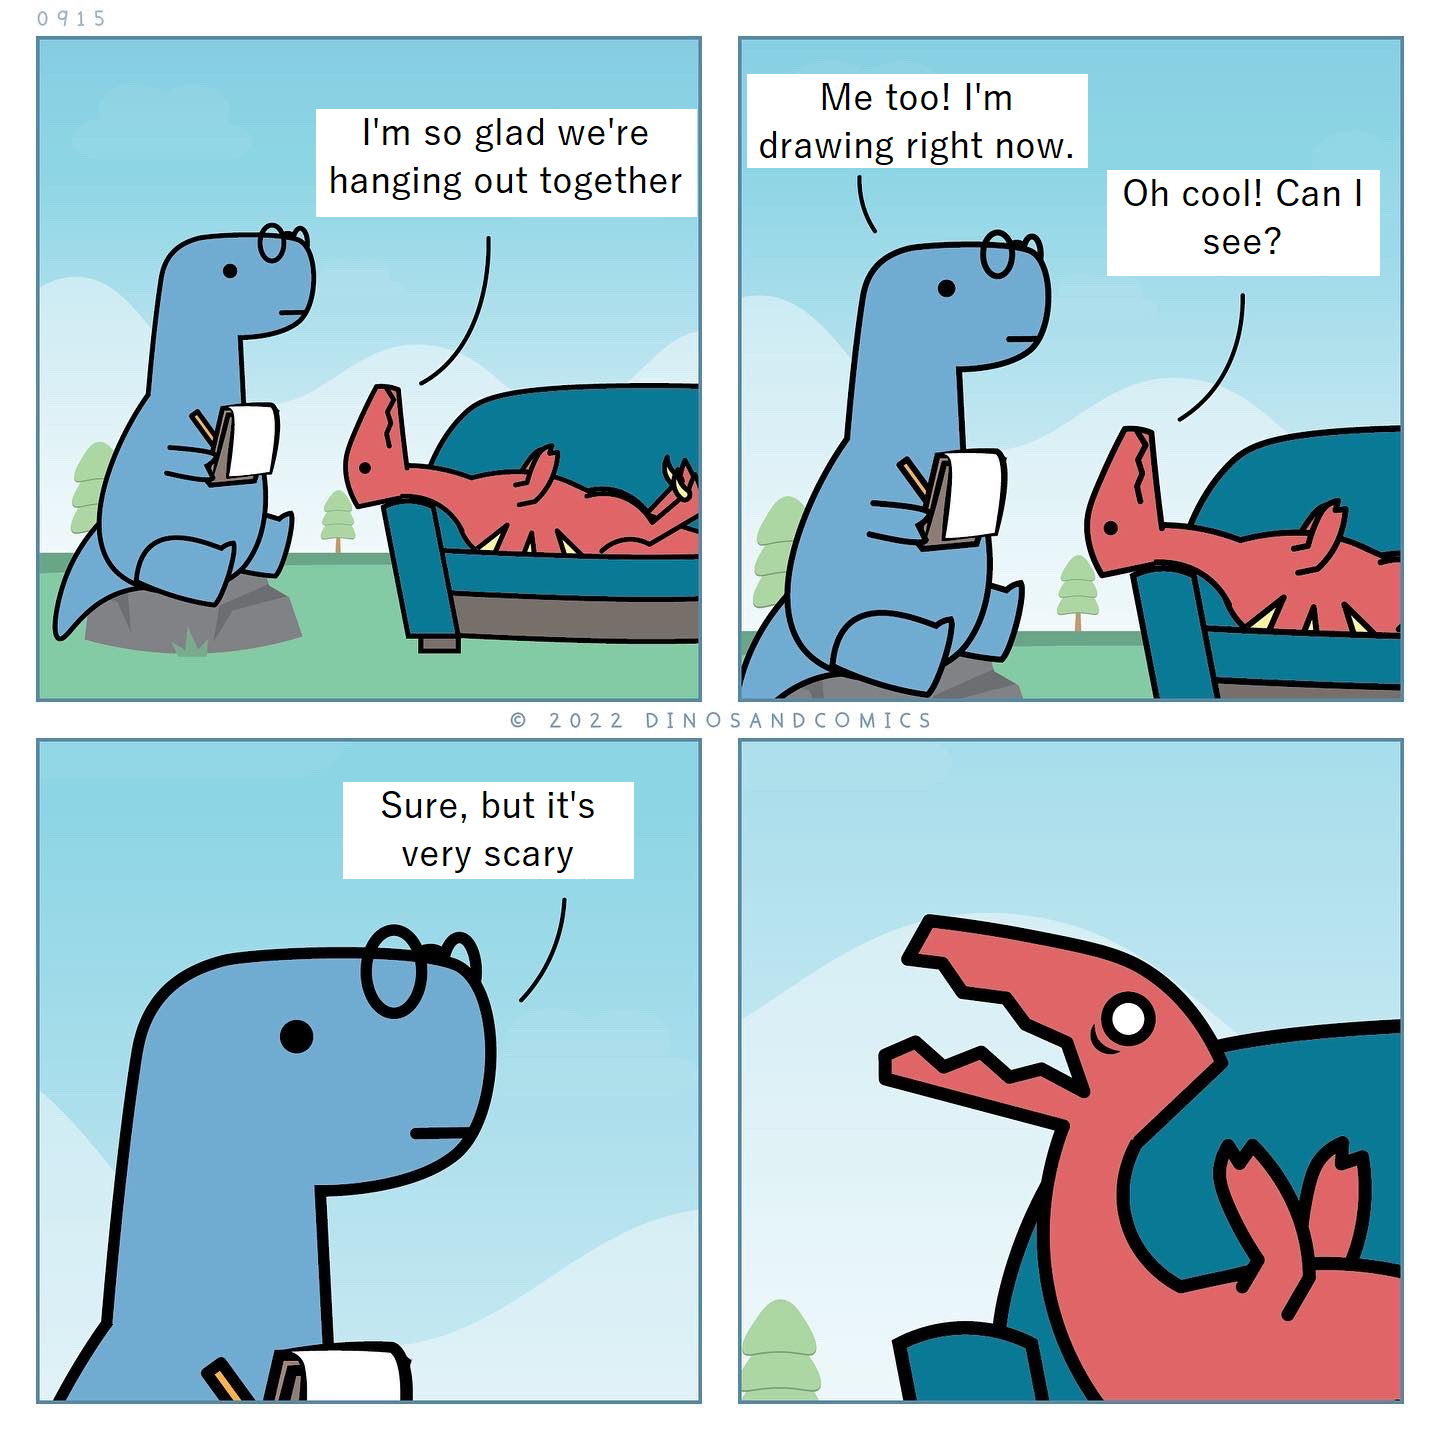 0915
I'm so glad we're
hanging out together
Me too! I'm
drawing right now.
Oh cool! Can I
see?
© 2022 DINOSANDCOMICS
Sure, but it's
very scary